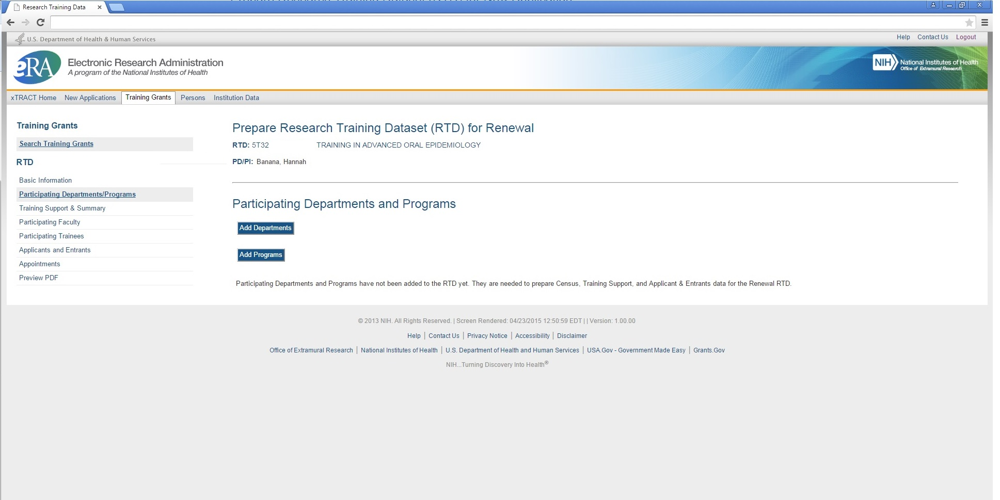 Research Training Data
U.S. Department of Health & Human Services
Help Contact Us Logout
eRA
Electronic Research Administration
A program of the National Institutes of Health
NIH National Institutes of Health
Office of Extramural Research
xTRACT Home New Applications Training Grants Persons Institution Data
Training Grants
Search Training Grants
RTD
Basic Information
Participating Departments/Programs
Training Support & Summary
Participating Faculty
Participating Trainees
Applicants and Entrants
Appointments
Preview PDF
Prepare Research Training Dataset (RTD) for Renewal
RTD: 5T32 TRAINING IN ADVANCED ORAL EPIDEMIOLOGY
PD/PI: Banana, Hannah
Participating Departments and Programs
Add Departments
Add Programs
Participating Departments and Programs have not been added to the RTD yet. They are needed to prepare Census, Training Support, and Applicant & Entrants data for the Renewal RTD.
© 2013 NIH. All Rights Reserved. | Screen Rendered: 04/23/2015 12:50:59 EDT | | Version: 1.00.00
Help | Contact Us | Privacy Notice | Accessibility | Disclaimer
Office of Extramural Research | National Institutes of Health | U.S. Department of Health and Human Services | USA.Gov - Government Made Easy | Grants.Gov
NIH...Turning Discovery Into Health®